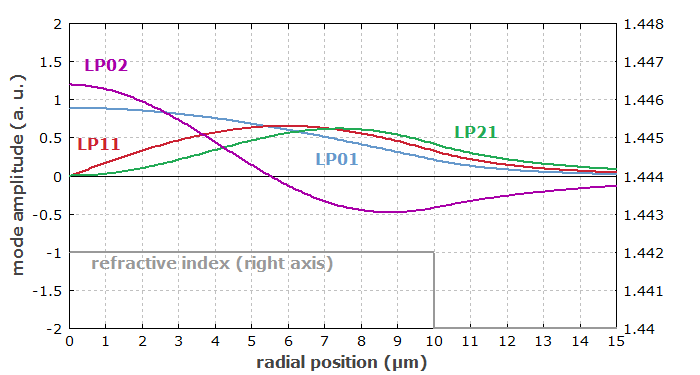 2
1.5
1
0.5
0
-0.5
-1
-1.5
-2
mode amplitude (a. u.)
LP02
LP11
LP01
LP21
refractive index (right axis)
1.448
1.447
1.446
1.445
1.444
1.443
1.442
1.441
1.44
0 1 2 3 4 5 6 7 8 9 10 11 12 13 14 15
radial position (µm)